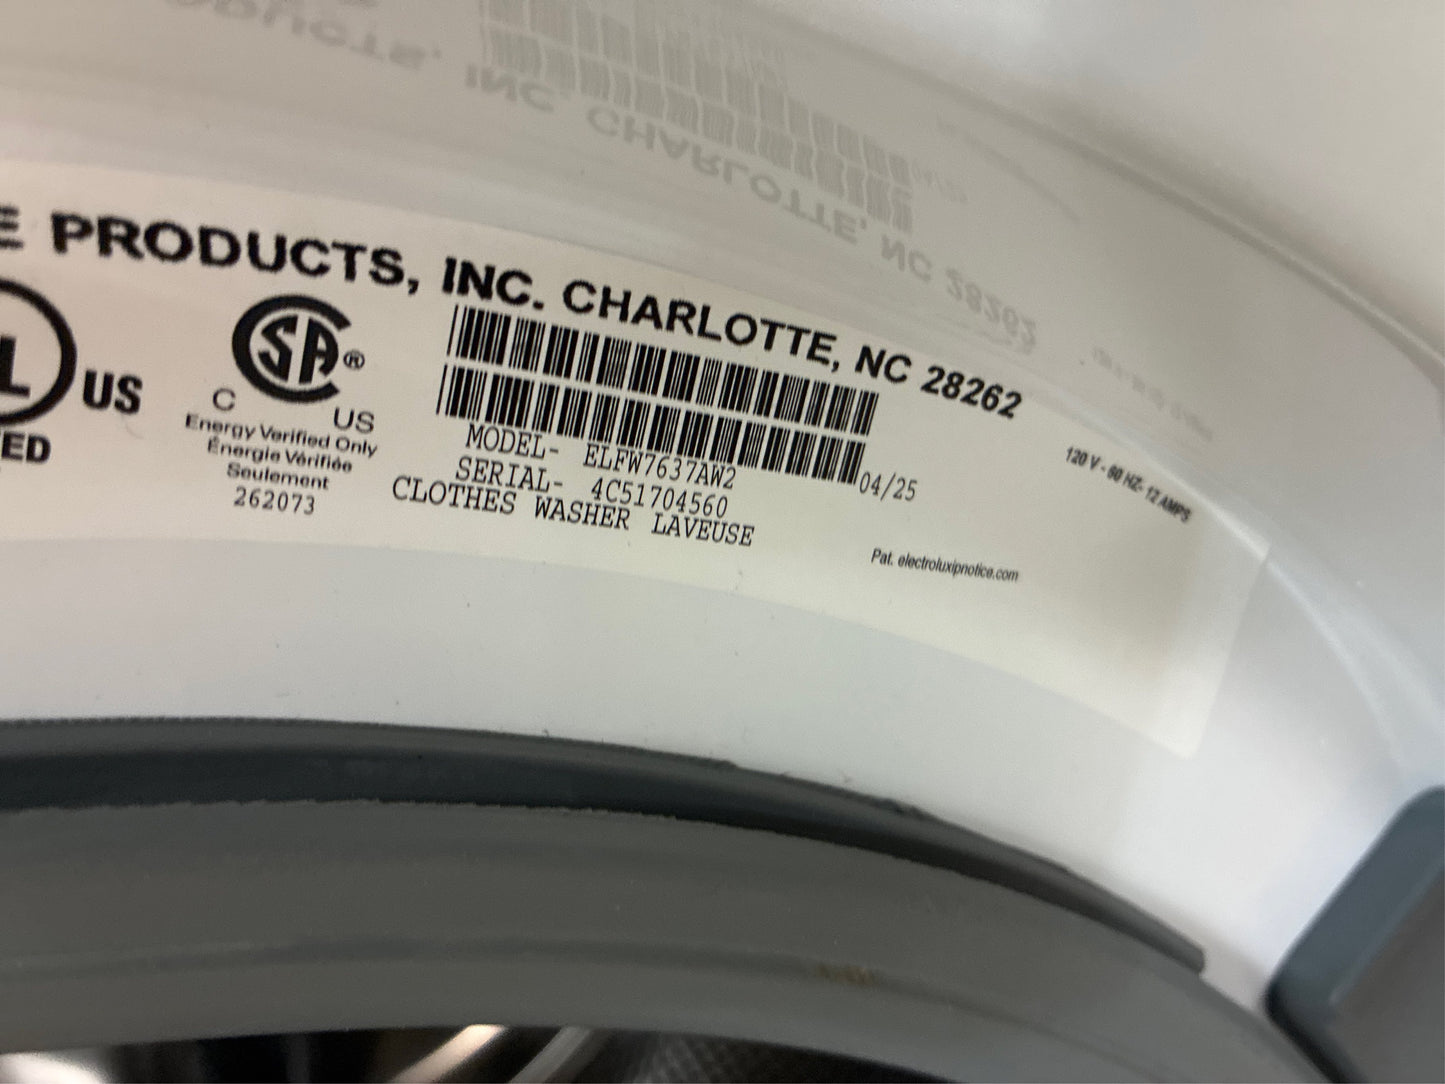 E PRODUCTS, INC. CHARLOTTE, NC 28262
L US
ED
CSA®
C US
Energy Verified Only
Énergie Vérifiée
Seulement
262073
MODEL- ELFW7637AW2
SERIAL- 4C51704560
CLOTHES WASHER LAVEUSE
04/25
120 V - 60 HZ- 12 AMPS
Pat. electroluxipnotice.com